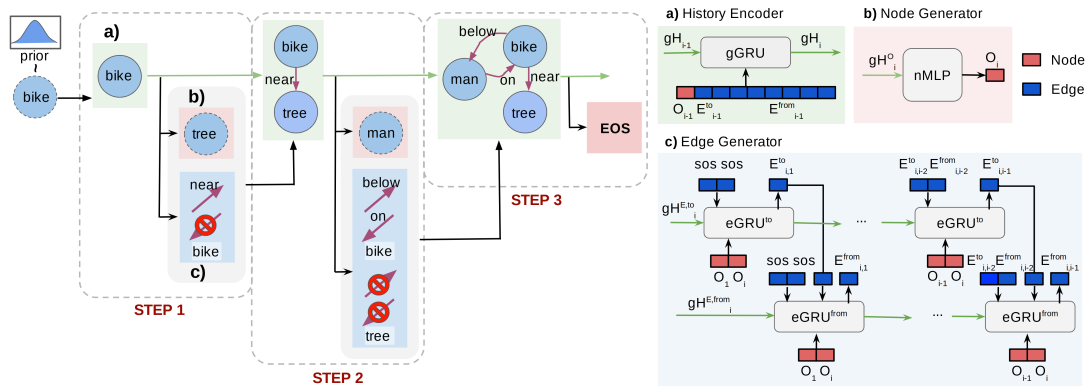 prior
~
bike
a)
bike
b)
tree
near
bike
c)
STEP 1
bike
near
tree
man
below
on
bike
tree
STEP 2
below
bike
man
on
near
tree
EOS
STEP 3
a) History Encoder
gH i-1
gGRU
gH i
O i-1 E to i-1 E from i-1
b) Node Generator
gH O i
nMLP
O i
Node
Edge
c) Edge Generator
sos sos
E to i,1
E to i,i-2 E from i,i-2
E to i,i-1
gH E,to i
eGRU to
...
eGRU to
O 1 O i
sos sos
E from i,1
O i-1 O i
E to i,i-2 E from i,i-2
E from i,i-1
gH E,from i
eGRU from
...
eGRU from
O 1 O i
O i-1 O i